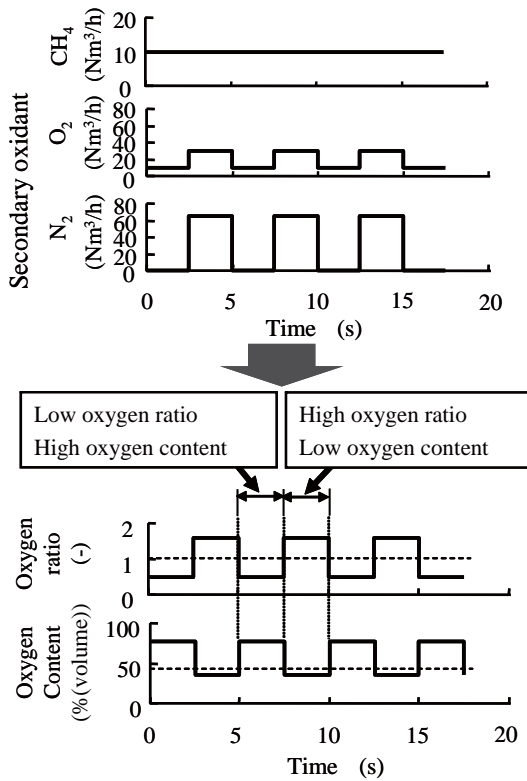 Secondary oxidant
CH₄
(Nm³/h)
20
10
0
O₂
(Nm³/h)
80
60
40
20
0
N₂
(Nm³/h)
80
60
40
20
0
0 5 10 15 20
Time (s)
Low oxygen ratio
High oxygen content
High oxygen ratio
Low oxygen content
Oxygen
ratio
(-)
2
1
0
Oxygen
Content
(%(volume))
100
50
0
0 5 10 15 20
Time (s)